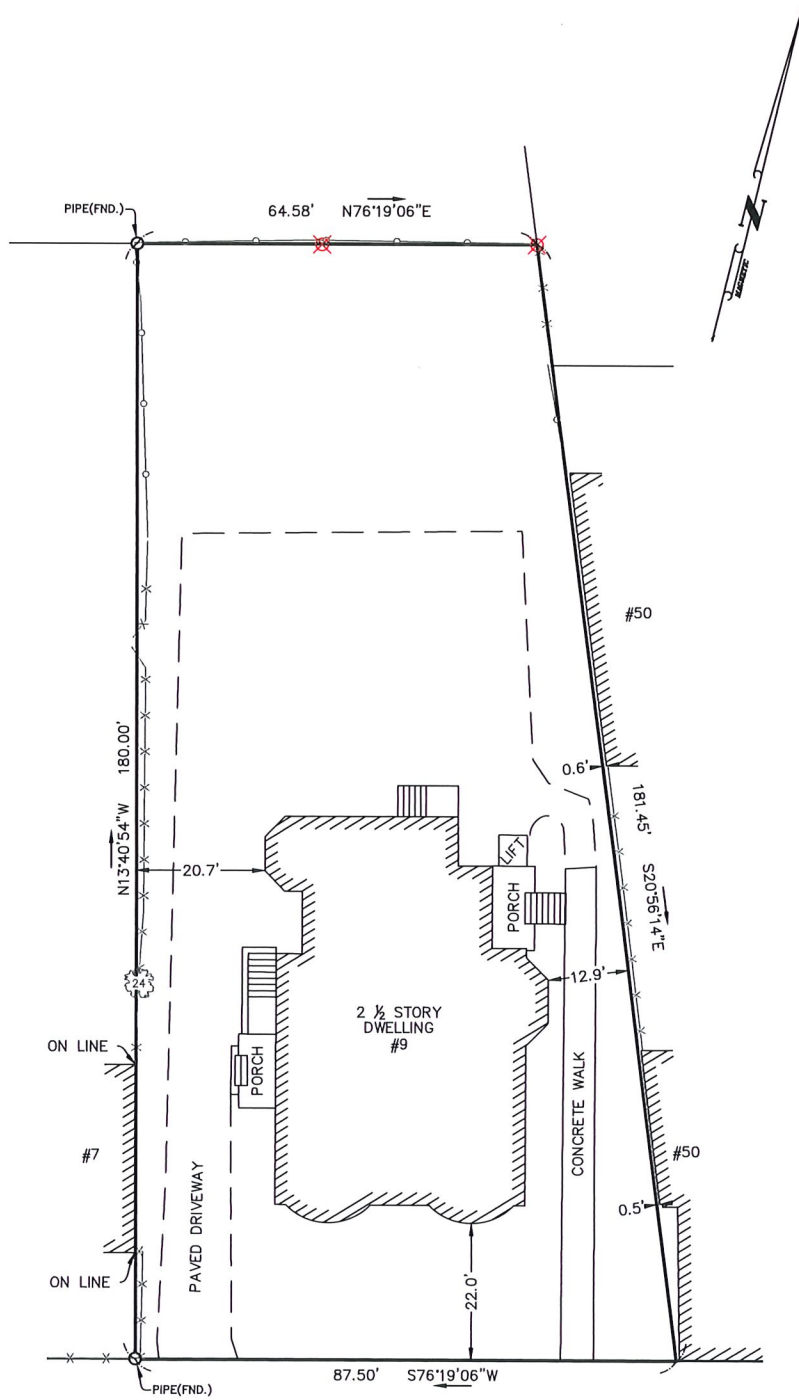 PIPE(FND.)
64.58' N76°19'06"E
MAGNETIC
N
#50
0.6'
181.45' S20°56'14"E
N13°40'54"W 180.00'
20.7'
LIFT
PORCH
12.9'
24
2 ½ STORY
DWELLING
#9
ON LINE
PORCH
CONCRETE WALK
#7
#50
PAVED DRIVEWAY
0.5'
ON LINE
22.0'
87.50' S76°19'06"W
PIPE(FND.)